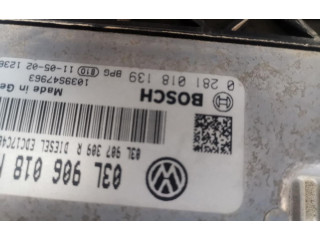 03L 906 018
03L 907 309 R DIESEL EDC17C46
BOSCH
0 281 018 139
BPG 11-05-02
1039S47963
Made in